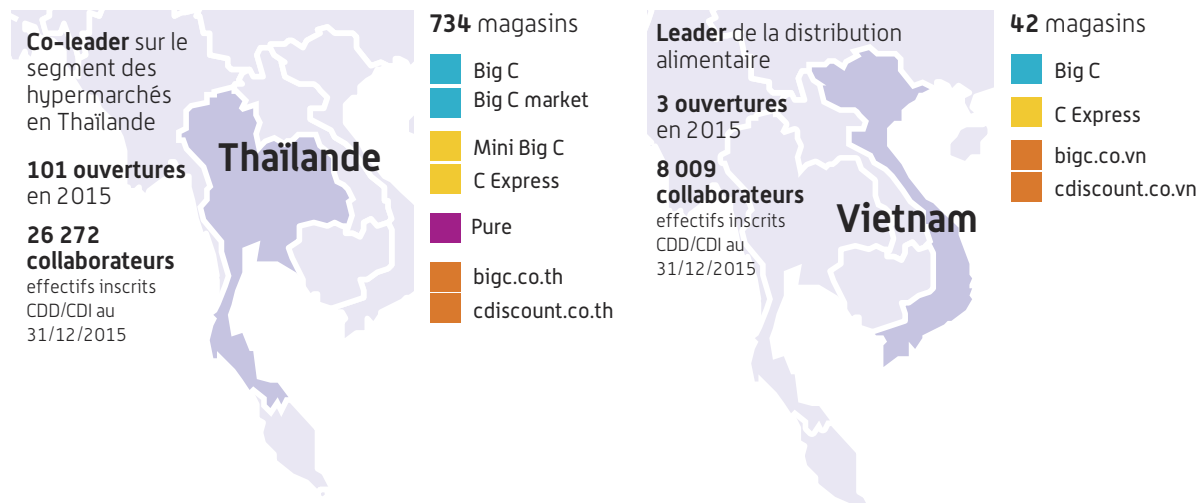 Co-leader sur le
segment des
hypermarchés
en Thaïlande
101 ouvertures
en 2015
26 272
collaborateurs
effectifs inscrits
CDD/CDI au
31/12/2015
Thaïlande
734 magasins
Big C
Big C market
Mini Big C
C Express
Pure
bigc.co.th
cdiscount.co.th
Leader de la distribution
alimentaire
3 ouvertures
en 2015
8 009
collaborateurs
effectifs inscrits
CDD/CDI au
31/12/2015
Vietnam
42 magasins
Big C
C Express
bigc.co.vn
cdiscount.co.vn